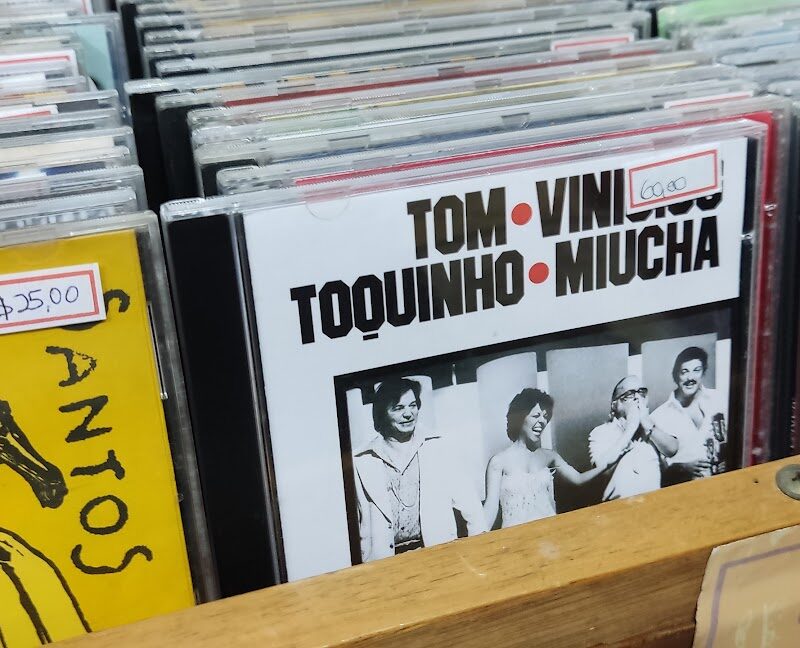 $25,00
SANTOS
60,00
TOM•VINICIUS
TOQUINHO•MIUCHA